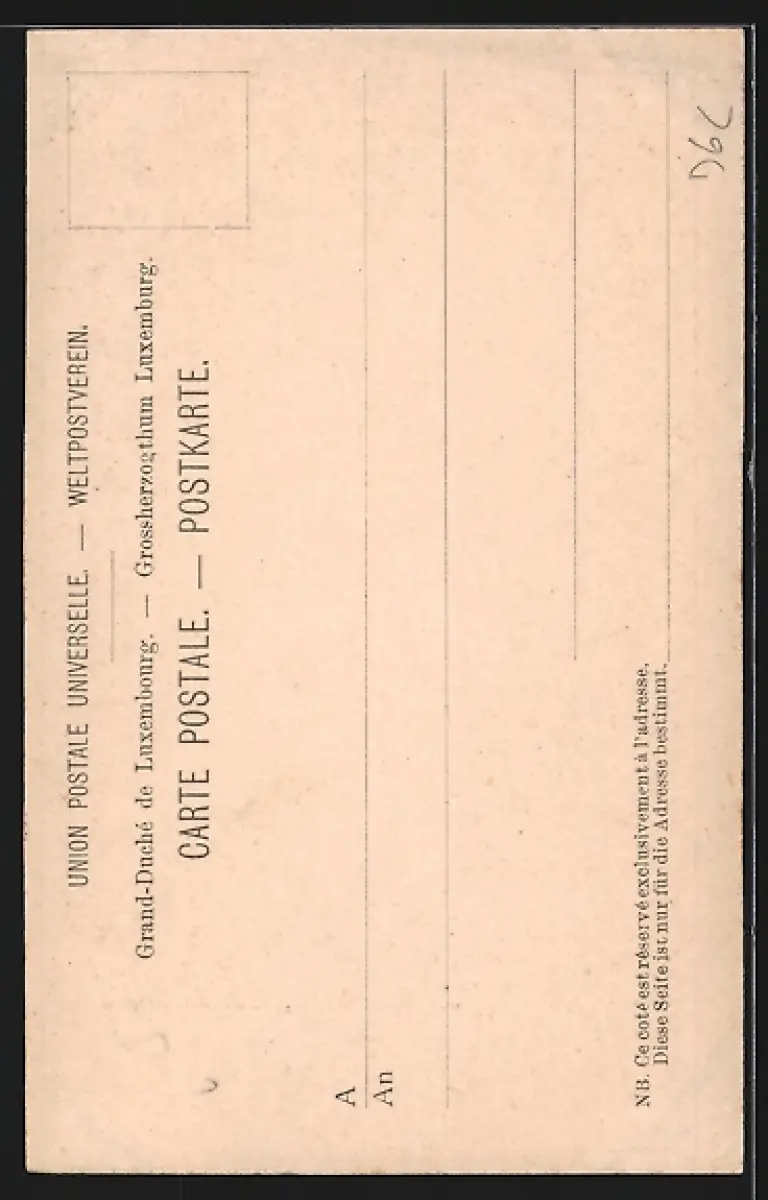 UNION POSTALE UNIVERSELLE. — WELTPOSTVEREIN.
Grand-Duché de Luxembourg. — Grossherzogthum Luxemburg.
CARTE POSTALE. — POSTKARTE.
A
An
NB. Ce coté est réservé exclusivement à l'adresse.
Diese Seite ist nur für die Adresse bestimmt.